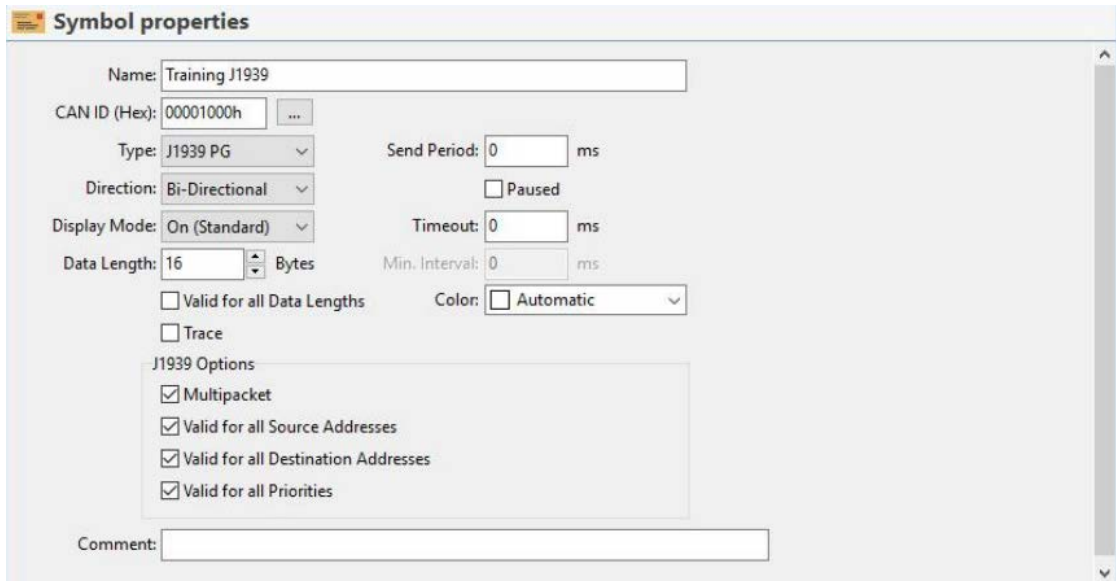 Symbol properties
Name: Training J1939
CAN ID (Hex): 00001000h ...
Type: J1939 PG Send Period: 0 ms
Direction: Bi-Directional Paused
Display Mode: On (Standard) Timeout: 0 ms
Data Length: 16 Bytes Min. Interval: 0 ms
Valid for all Data Lengths Color: Automatic
Trace
J1939 Options
Multipacket
Valid for all Source Addresses
Valid for all Destination Addresses
Valid for all Priorities
Comment: